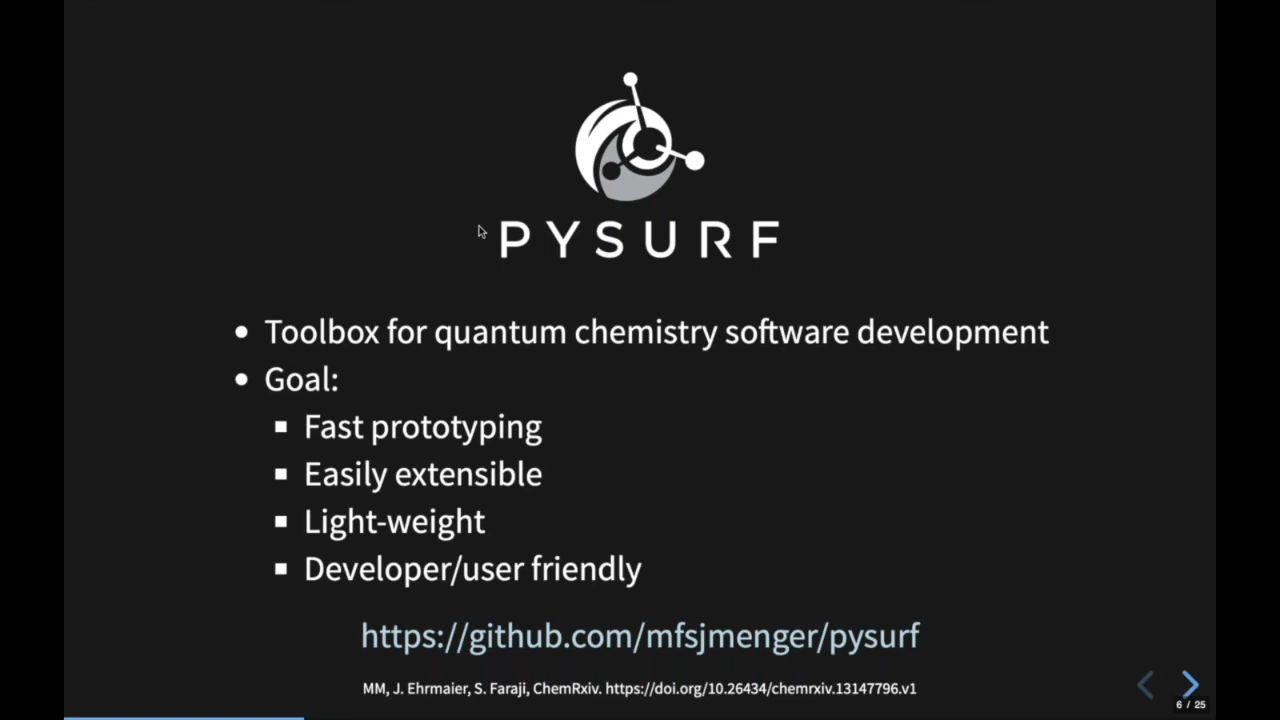 PYSURF
Toolbox for quantum chemistry software development
Goal:
Fast prototyping
Easily extensible
Light-weight
Developer/user friendly
https://github.com/mfsjmenger/pysurf
MM, J. Ehrmaier, S. Faraji, ChemRxiv. https://doi.org/10.26434/chemrxiv.13147796.v1
6 / 25